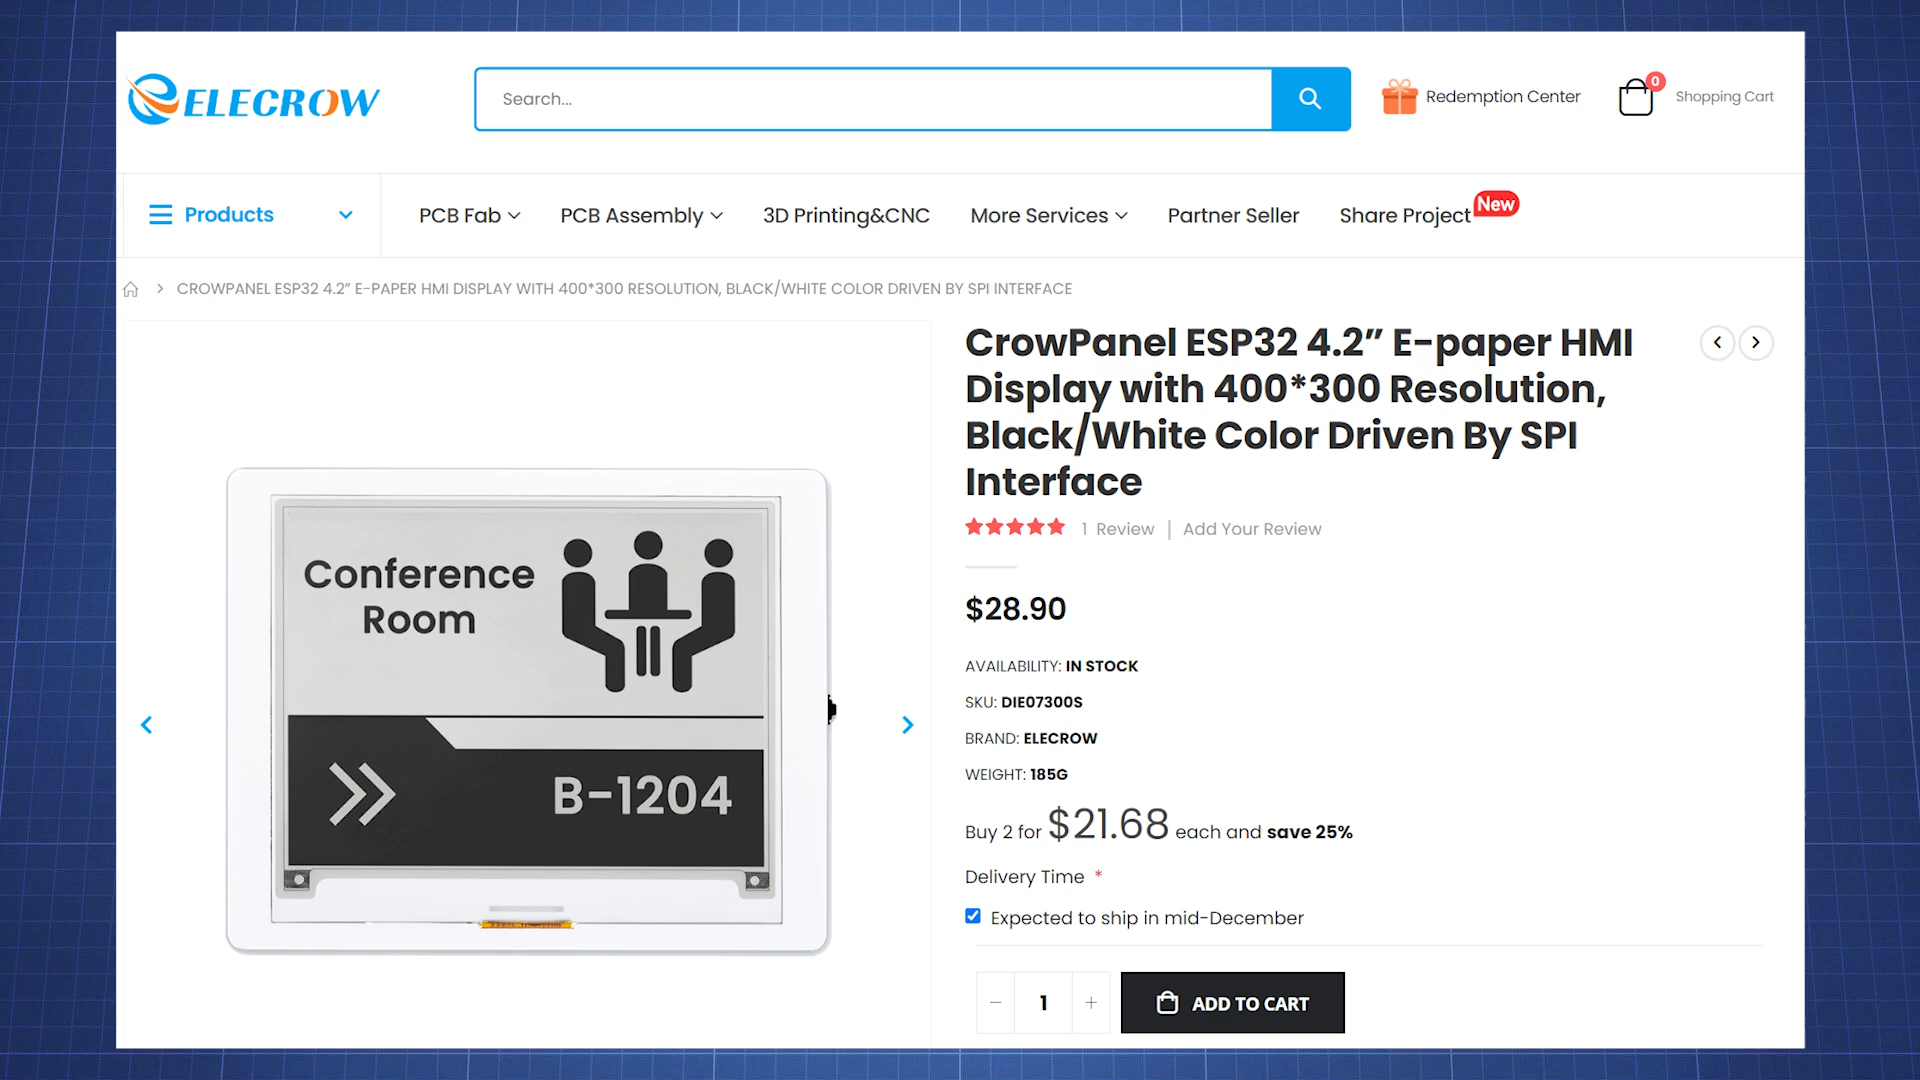 ELECROW
Search...
Redemption Center
0
Shopping Cart
Products
PCB Fab
PCB Assembly
3D Printing&CNC
More Services
Partner Seller
Share Project
New
CROWPANEL ESP32 4.2” E-PAPER HMI DISPLAY WITH 400*300 RESOLUTION, BLACK/WHITE COLOR DRIVEN BY SPI INTERFACE
Conference
Room
B-1204
CrowPanel ESP32 4.2” E-paper HMI
Display with 400*300 Resolution,
Black/White Color Driven By SPI
Interface
1 Review | Add Your Review
$28.90
AVAILABILITY: IN STOCK
SKU: DIE07300S
BRAND: ELECROW
WEIGHT: 185G
Buy 2 for $21.68 each and save 25%
Delivery Time *
Expected to ship in mid-December
− 1 +
ADD TO CART